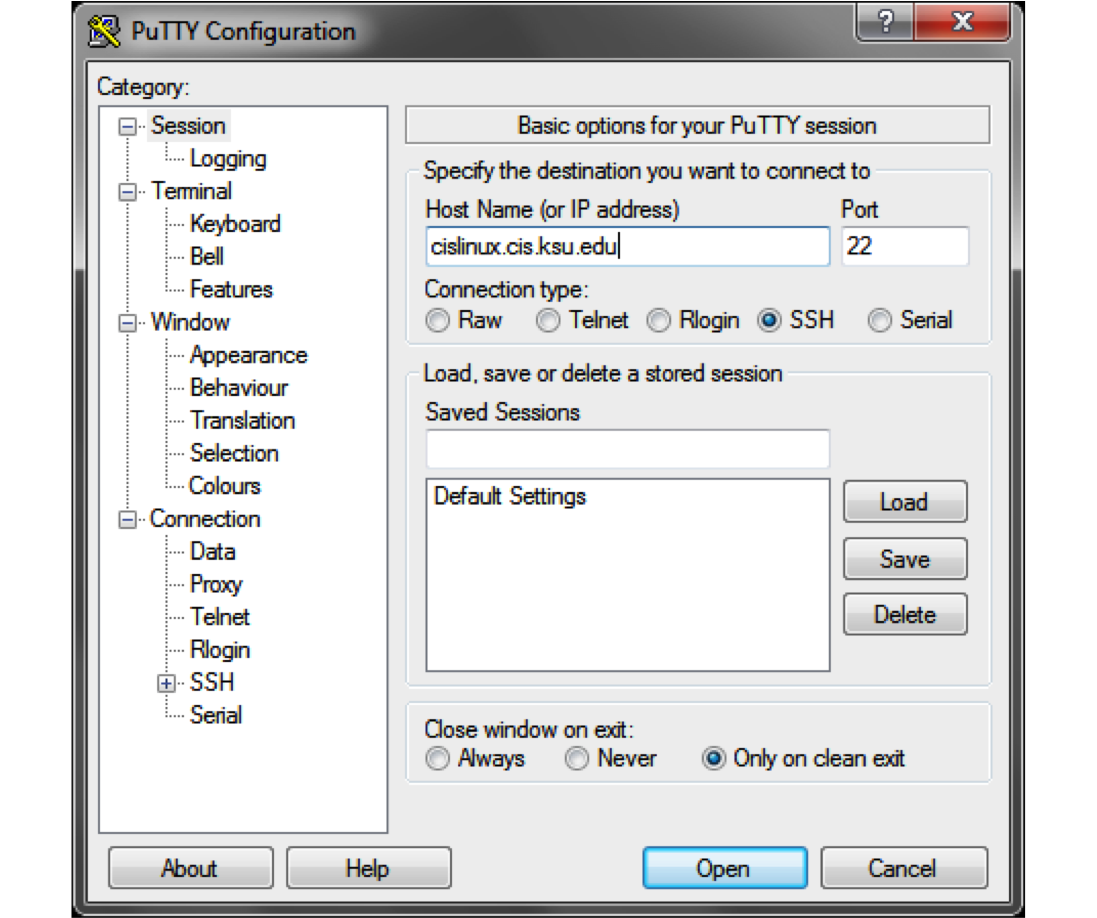 PuTTY Configuration
?
X
Category:
Session
Logging
Terminal
Keyboard
Bell
Features
Window
Appearance
Behaviour
Translation
Selection
Colours
Connection
Data
Proxy
Telnet
Rlogin
SSH
Serial
Basic options for your PuTTY session
Specify the destination you want to connect to
Host Name (or IP address) Port
cislinux.cis.ksu.edu 22
Connection type:
Raw Telnet Rlogin SSH Serial
Load, save or delete a stored session
Saved Sessions
Default Settings
Load
Save
Delete
Close window on exit:
Always Never Only on clean exit
About Help Open Cancel